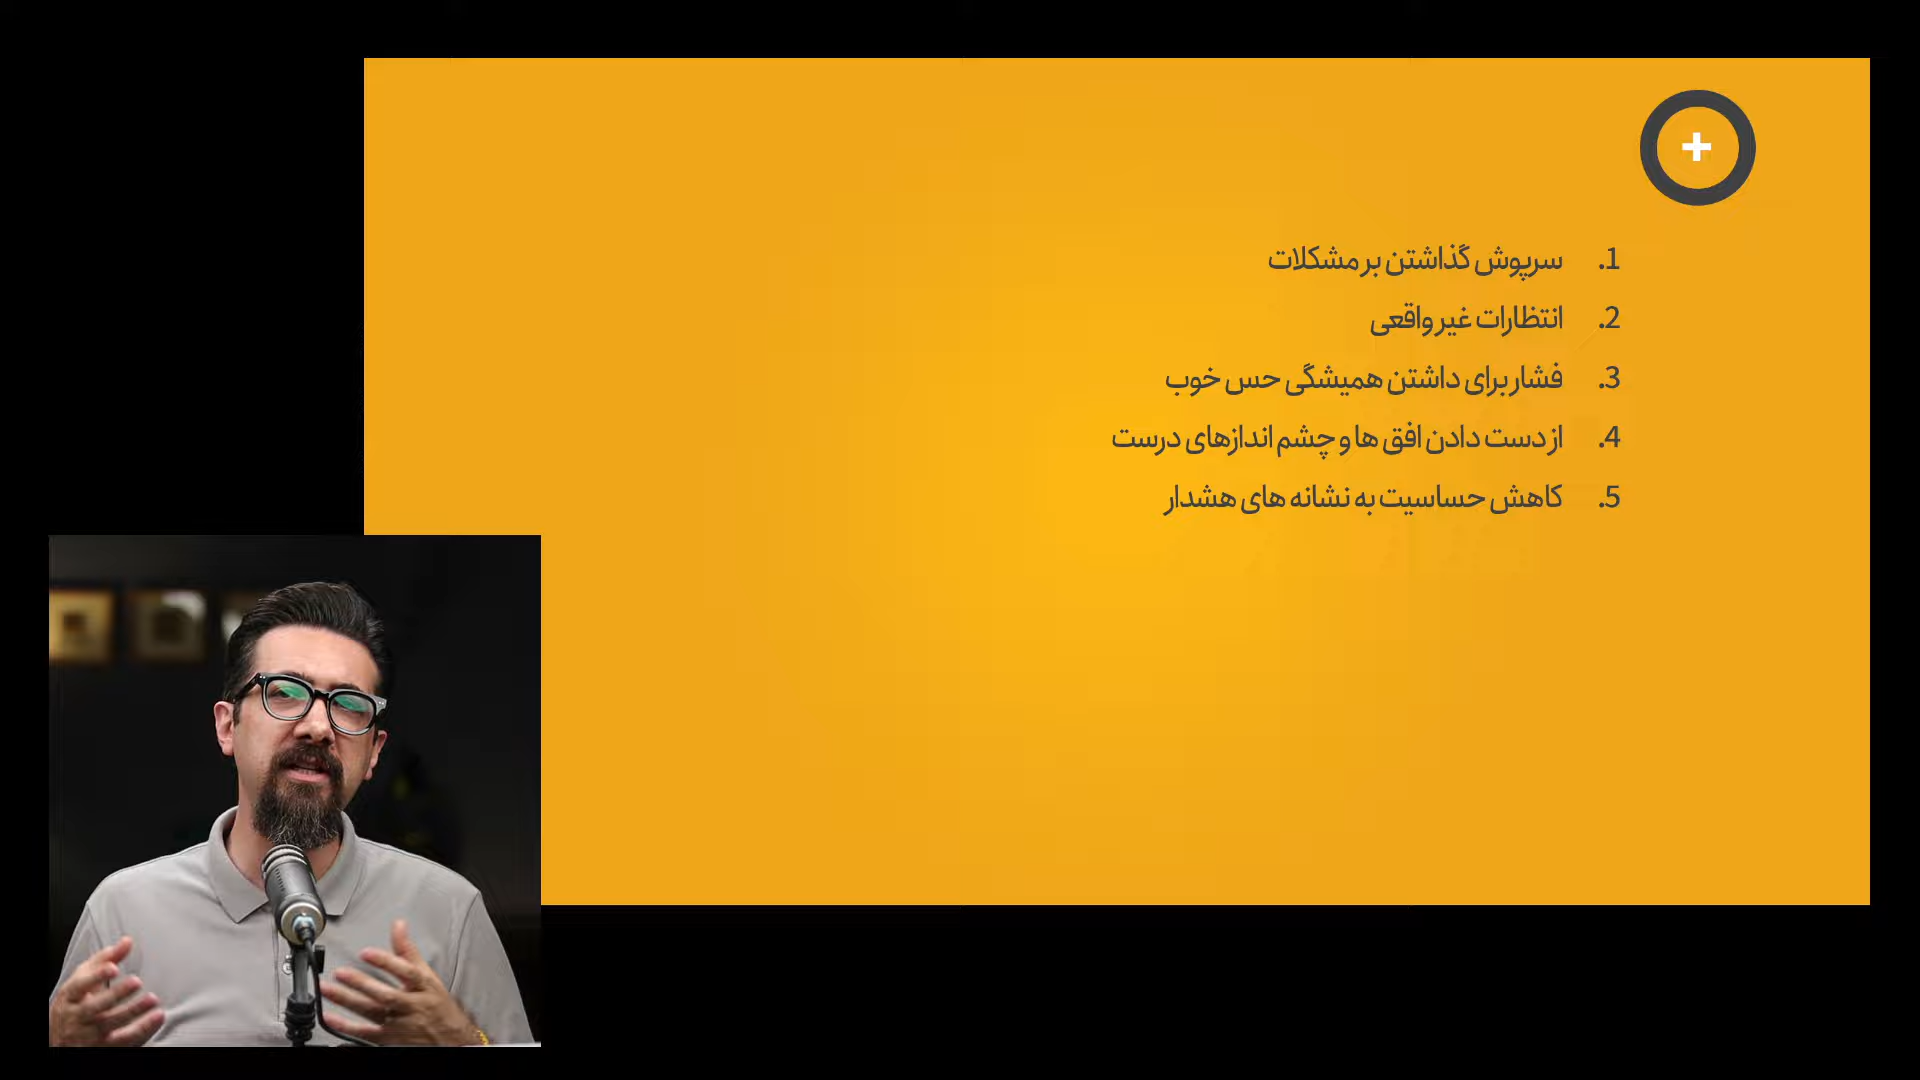 +
1. سرپوش گذاشتن بر مشکلات
2. انتظارات غیر واقعی
3. فشار برای داشتن همیشگی حس خوب
4. از دست دادن افق ها و چشم اندازهای درست
5. کاهش حساسیت به نشانه های هشدار